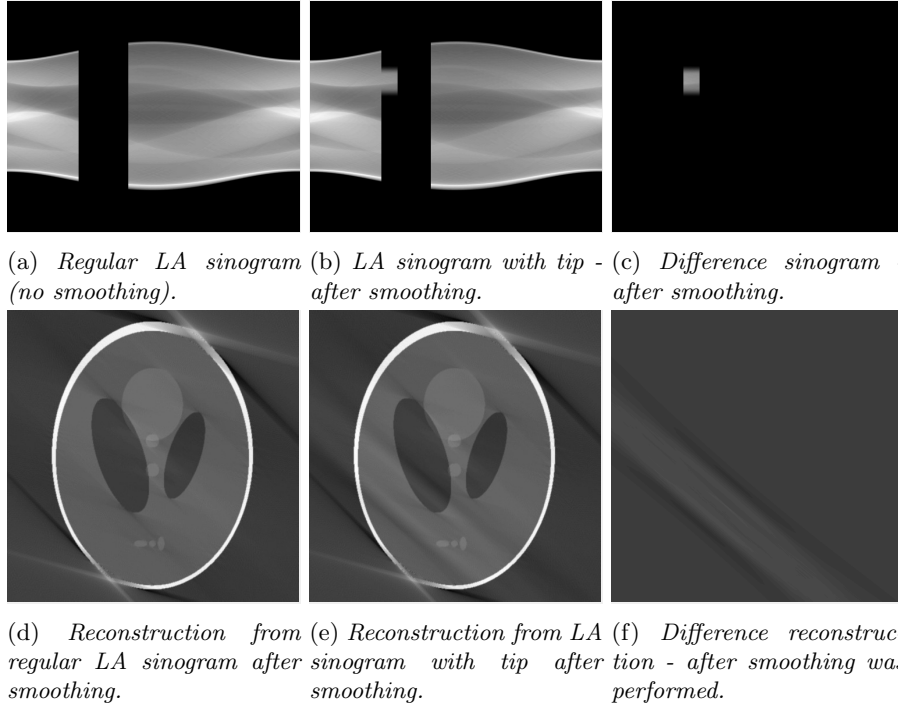 (a) Regular LA sinogram
(no smoothing).
(b) LA sinogram with tip -
after smoothing.
(c) Difference sinogram
after smoothing.
(d) Reconstruction from
regular LA sinogram after
smoothing.
(e) Reconstruction from LA
sinogram with tip after
smoothing.
(f) Difference reconstruc
tion - after smoothing was
performed.